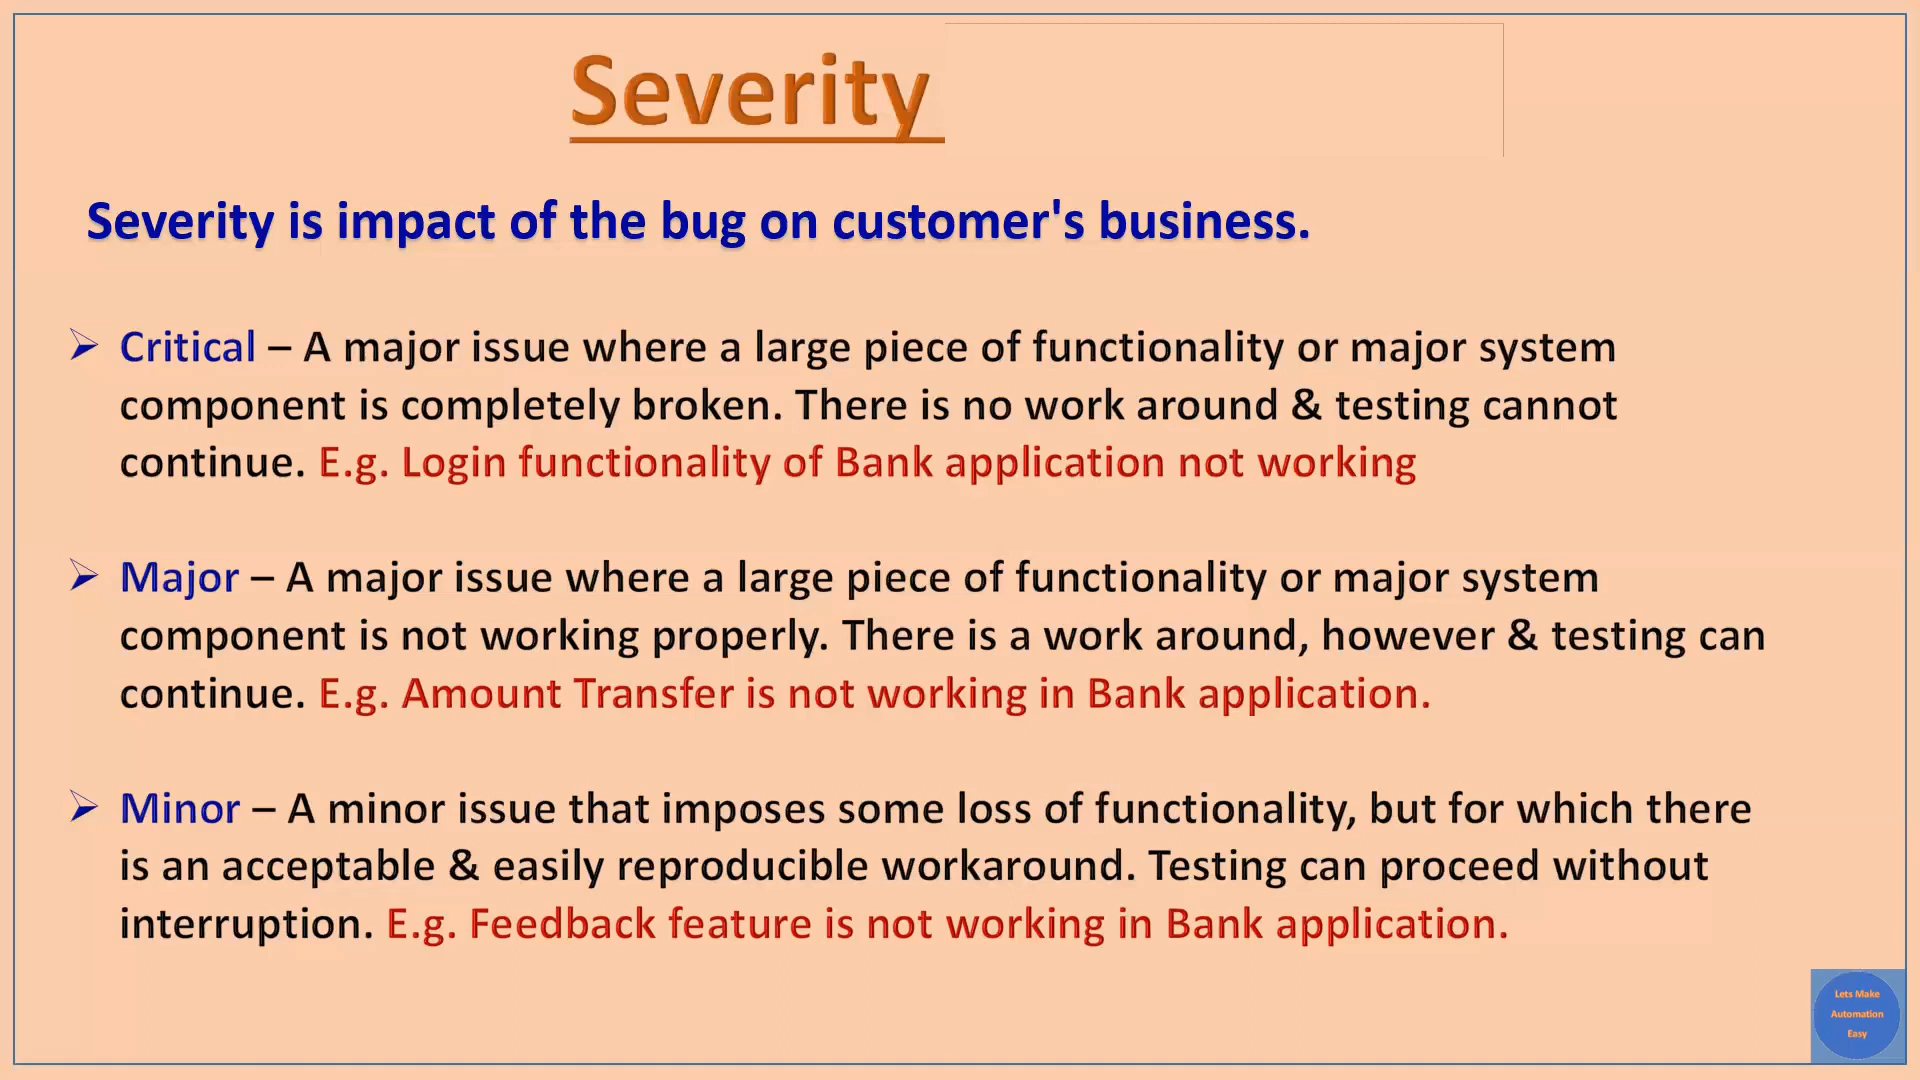 Severity
Severity is impact of the bug on customer's business.
➢ Critical – A major issue where a large piece of functionality or major system
component is completely broken. There is no work around & testing cannot
continue. E.g. Login functionality of Bank application not working
➢ Major – A major issue where a large piece of functionality or major system
component is not working properly. There is a work around, however & testing can
continue. E.g. Amount Transfer is not working in Bank application.
➢ Minor – A minor issue that imposes some loss of functionality, but for which there
is an acceptable & easily reproducible workaround. Testing can proceed without
interruption. E.g. Feedback feature is not working in Bank application.
Lets Make
Automation
Easy